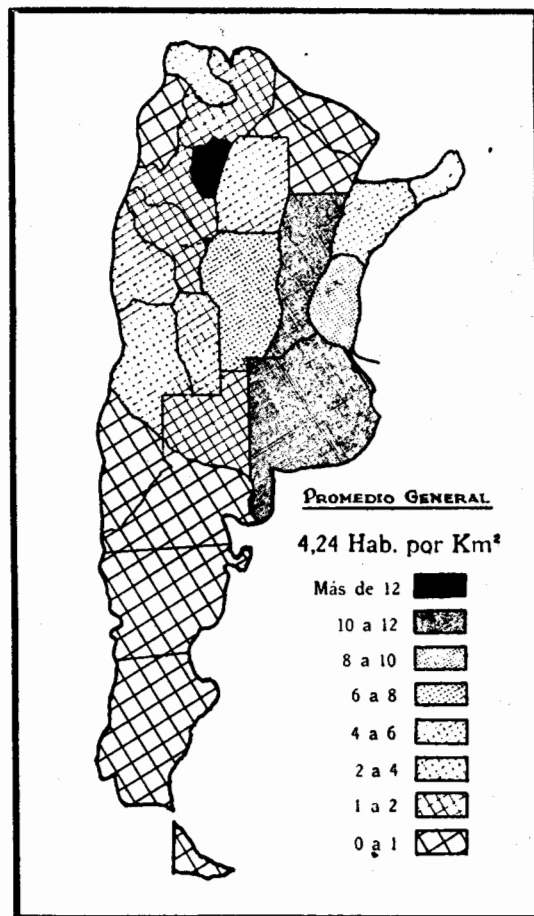 PROMEDIO GENERAL
4,24 Hab. por Km²
Más de 12
10 a 12
8 a 10
6 a 8
4 a 6
2 a 4
1 a 2
0 a 1